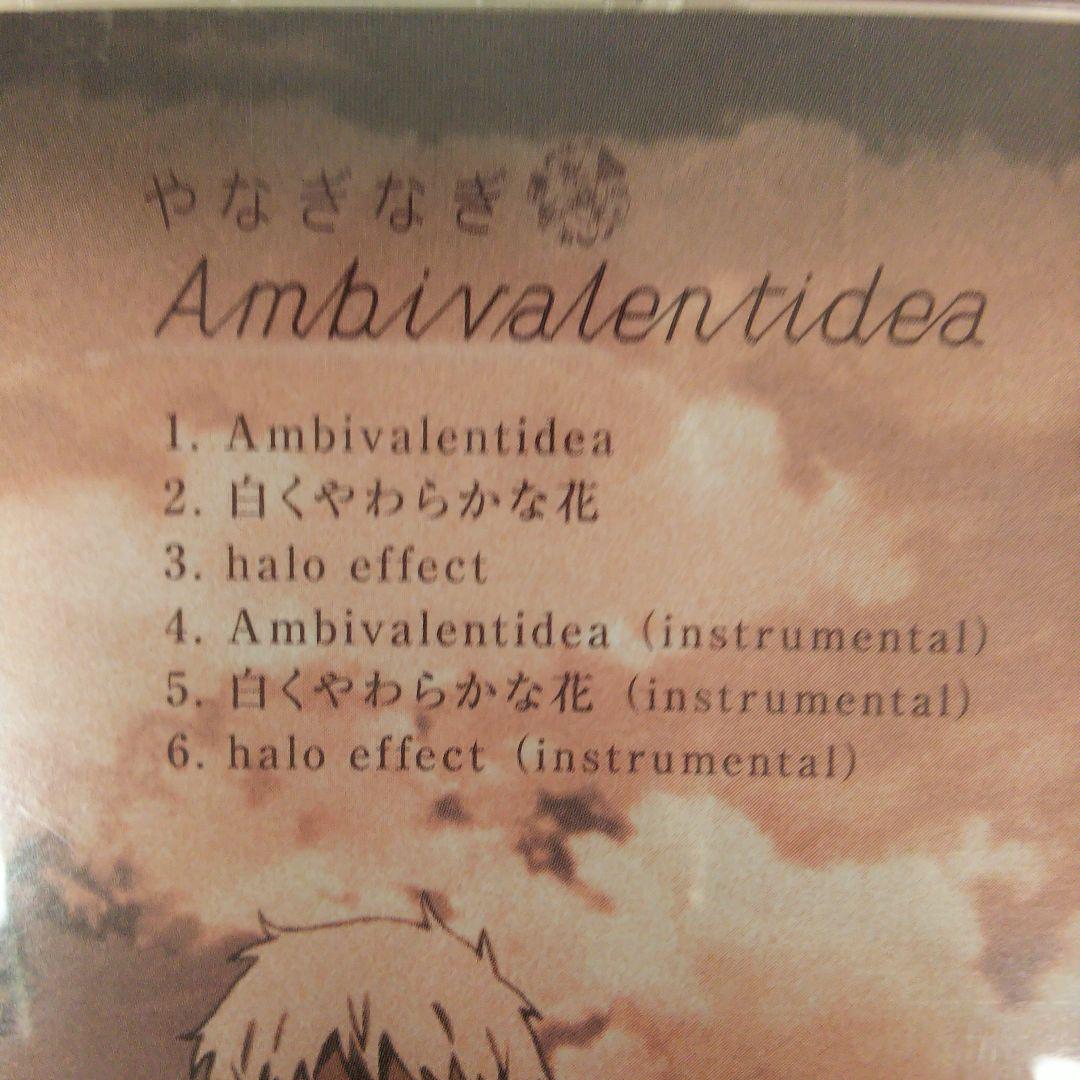 やなぎなぎ
Ambivalentidea
1. Ambivalentidea
2. 白くやわらかな花
3. halo effect
4. Ambivalentidea (instrumental)
5. 白くやわらかな花 (instrumental)
6. halo effect (instrumental)